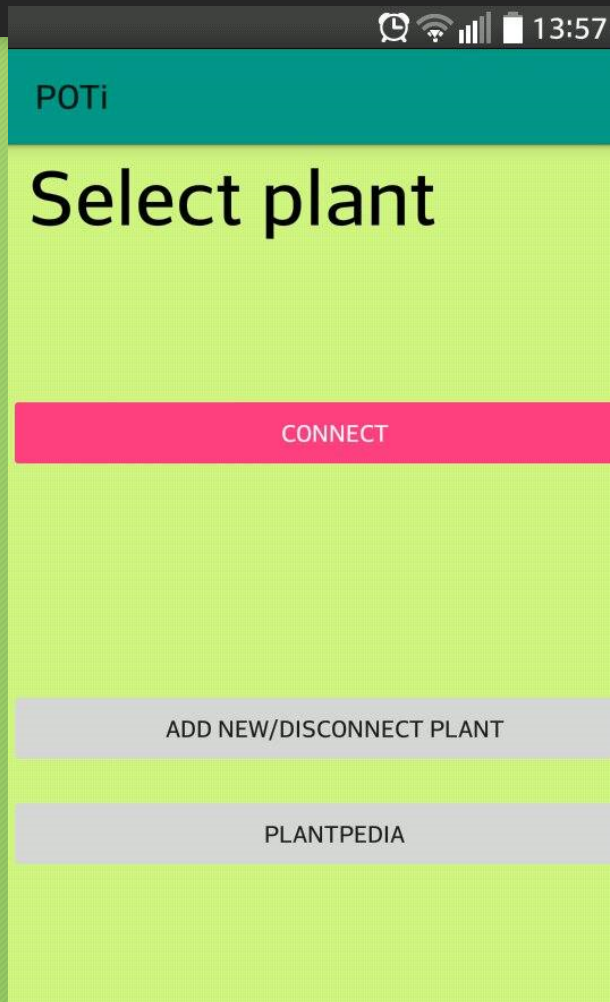 13:57
POTi
Select plant
CONNECT
ADD NEW/DISCONNECT PLANT
PLANTPEDIA